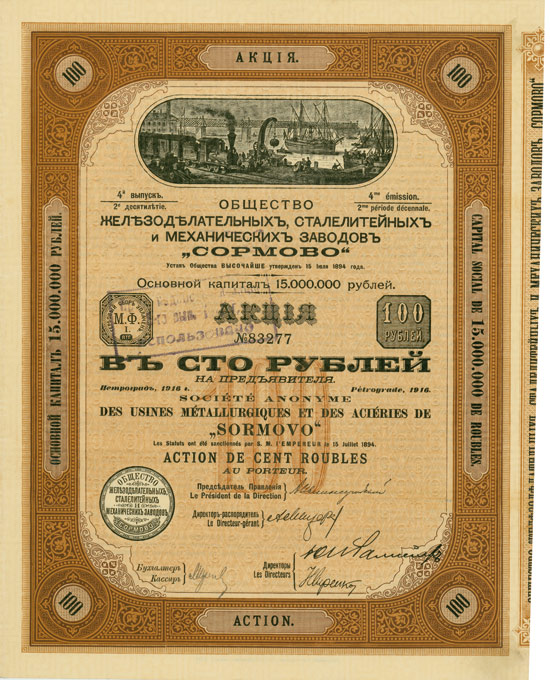 АКЦІЯ.
100
100
4й выпускъ.
2е десятилѣтіе.
4me émission.
2me période décennale.
ОБЩЕСТВО
ЖЕЛѢЗОДѢЛАТЕЛЬНЫХЪ, СТАЛЕЛИТЕЙНЫХЪ
И МЕХАНИЧЕСКИХЪ ЗАВОДОВЪ
„СОРМОВО“
Уставъ Общества ВЫСОЧАЙШЕ утвержденъ 15 Іюля 1894 года.
Основной капиталъ 15.000.000 рублей.
М.Ф.
АКЦІЯ
100
РУБЛЕЙ
№83277
ВЪ СТО РУБЛЕЙ
НА ПРЕДЪЯВИТЕЛЯ.
Петроградъ, 1916 г.
Pétrograde, 1916.
SOCIÉTÉ ANONYME
DES USINES MÉTALLURGIQUES ET DES ACIÉRIES DE
„SORMOVO“
Les Statuts ont été sanctionnés par S. M. l'EMPEREUR le 15 Juillet 1894.
ACTION DE CENT ROUBLES
AU PORTEUR.
ОБЩЕСТВО
ЖЕЛѢЗОДѢЛАТЕЛЬНЫХЪ,
СТАЛЕЛИТЕЙНЫХЪ
И
МЕХАНИЧЕСКИХЪ ЗАВОДОВЪ
СОРМОВО
Предсѣдатель Правленія
Le Président de la Direction
Директоръ-распорядитель
Le Directeur-gérant
Бухгалтеръ
Кассиръ
Директоры
Les Directeurs
100
100
ACTION.
ОСНОВНОЙ КАПИТАЛЪ 15.000.000 РУБЛЕЙ.
CAPITAL SOCIAL DE 15.000.000 DE ROUBLES.
И МЕХАНИЧЕСКИХЪ ЗАВОДОВЪ „СОРМОВО“